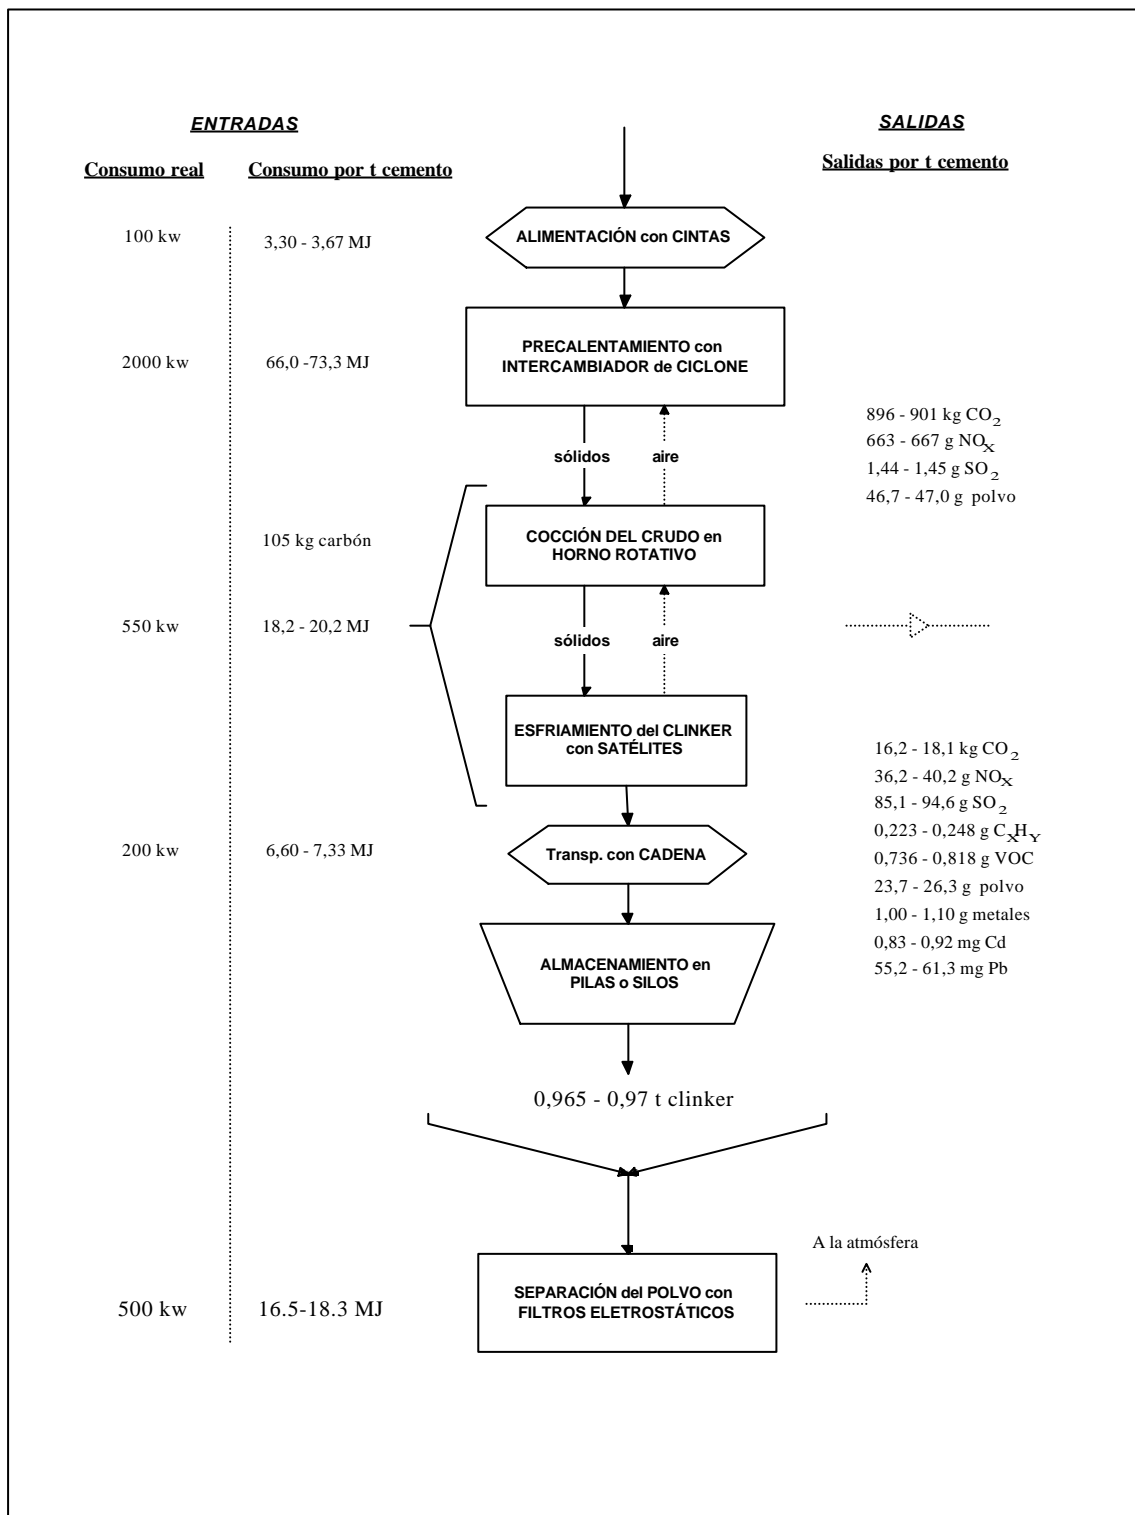 ENTRADAS
SALIDAS
Consumo real
Consumo por t cemento
Salidas por t cemento
100 kw
3,30 - 3,67 MJ
ALIMENTACIÓN con CINTAS
2000 kw
66,0 -73,3 MJ
PRECALENTAMIENTO con
INTERCAMBIADOR de CICLONE
896 - 901 kg CO2
663 - 667 g NOX
1,44 - 1,45 g SO2
46,7 - 47,0 g polvo
sólidos
aire
105 kg carbón
COCCIÓN DEL CRUDO en
HORNO ROTATIVO
550 kw
18,2 - 20,2 MJ
sólidos
aire
ESFRIAMIENTO del CLINKER
con SATÉLITES
16,2 - 18,1 kg CO2
36,2 - 40,2 g NOX
85,1 - 94,6 g SO2
0,223 - 0,248 g CXHY
0,736 - 0,818 g VOC
23,7 - 26,3 g polvo
1,00 - 1,10 g metales
0,83 - 0,92 mg Cd
55,2 - 61,3 mg Pb
200 kw
6,60 - 7,33 MJ
Transp. con CADENA
ALMACENAMIENTO en
PILAS o SILOS
0,965 - 0,97 t clinker
A la atmósfera
500 kw
16.5-18.3 MJ
SEPARACIÓN del POLVO con
FILTROS ELETROSTÁTICOS